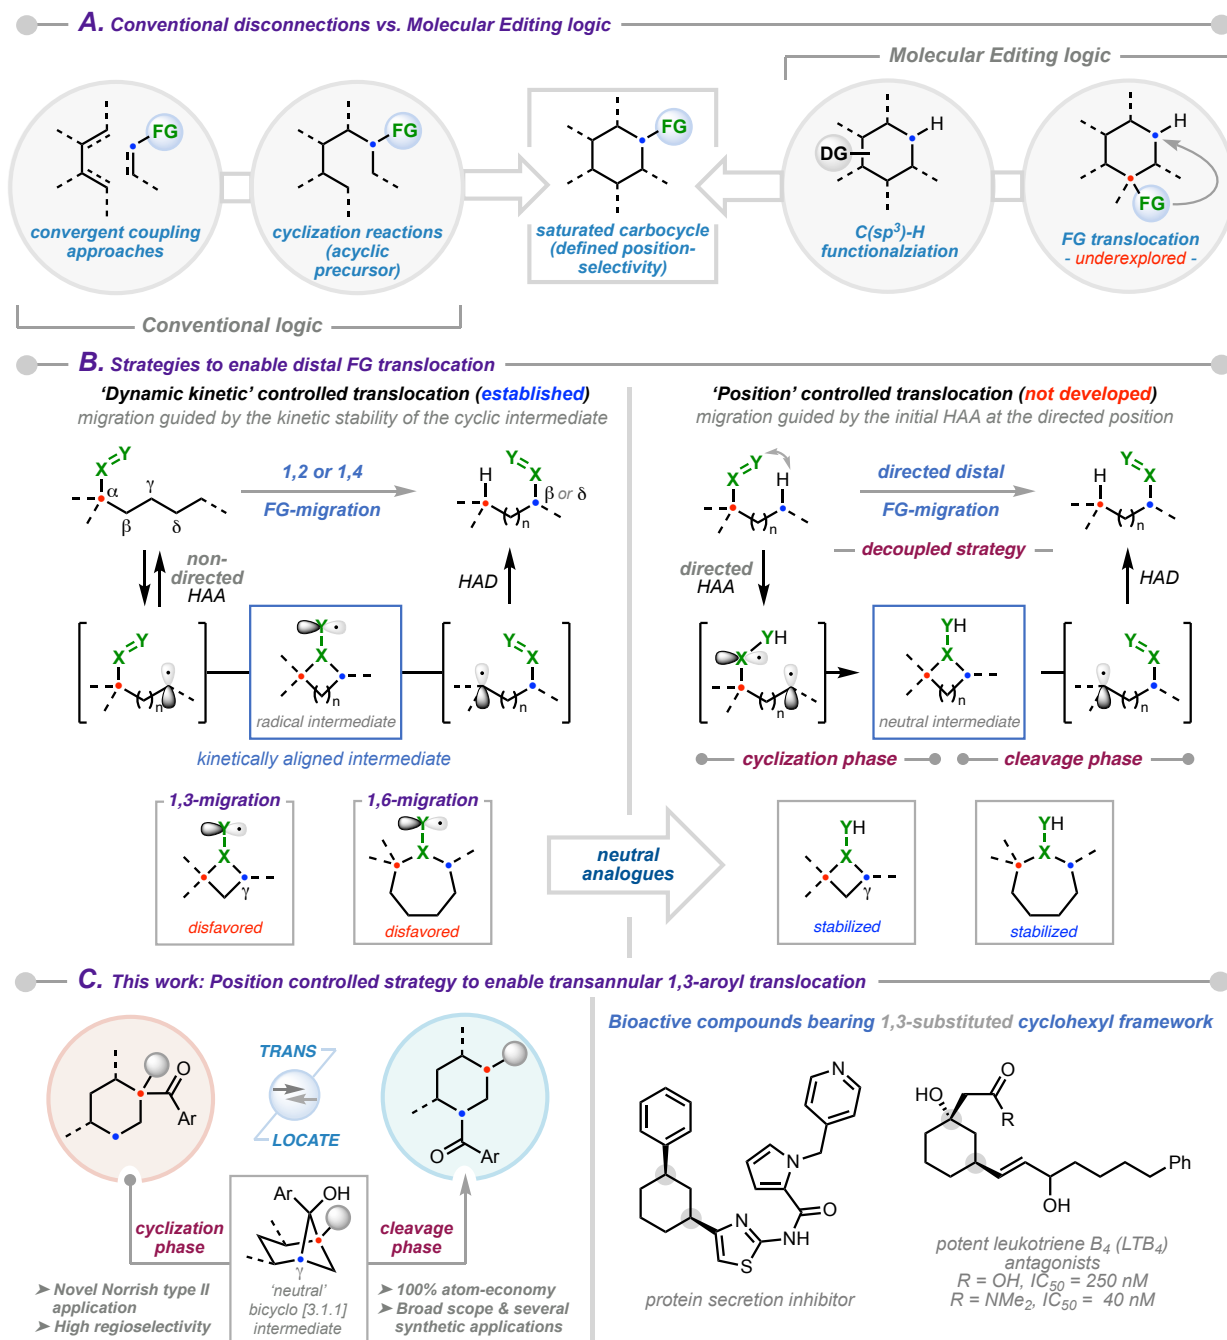 A. Conventional disconnections vs. Molecular Editing logic
Molecular Editing logic
FG
convergent coupling
approaches
FG
cyclization reactions
(acyclic
precursor)
FG
saturated carbocycle
(defined position-
selectivity)
DG
H
C(sp³)-H
functionalziation
H
FG
FG translocation
- underexplored -
Conventional logic
B. Strategies to enable distal FG translocation
'Dynamic kinetic' controlled translocation (established)
migration guided by the kinetic stability of the cyclic intermediate
Y
X
α
γ
β
δ
1,2 or 1,4
FG-migration
H
Y
X
β or δ
n
non-
directed
HAA
HAD
Y
X
n
Y
X
n
radical intermediate
Y
X
n
kinetically aligned intermediate
1,3-migration
Y
X
γ
disfavored
1,6-migration
Y
X
disfavored
'Position' controlled translocation (not developed)
migration guided by the initial HAA at the directed position
Y
X
H
n
directed distal
FG-migration
H
Y
X
n
decoupled strategy
directed
HAA
HAD
YH
X
n
YH
X
n
neutral intermediate
Y
X
n
cyclization phase
cleavage phase
neutral
analogues
YH
X
γ
stabilized
YH
X
stabilized
C. This work: Position controlled strategy to enable transannular 1,3-aroyl translocation
O
Ar
TRANS
LOCATE
O
Ar
cyclization
phase
Ar
OH
γ
'neutral'
bicyclo [3.1.1]
intermediate
cleavage
phase
➤ Novel Norrish type II
application
➤ High regioselectivity
➤ 100% atom-economy
➤ Broad scope & several
synthetic applications
Bioactive compounds bearing 1,3-substituted cyclohexyl framework
N
N
O
N
NH
S
protein secretion inhibitor
HO
O
R
OH
Ph
potent leukotriene B₄ (LTB₄)
antagonists
R = OH, IC₅₀ = 250 nM
R = NMe₂, IC₅₀ = 40 nM